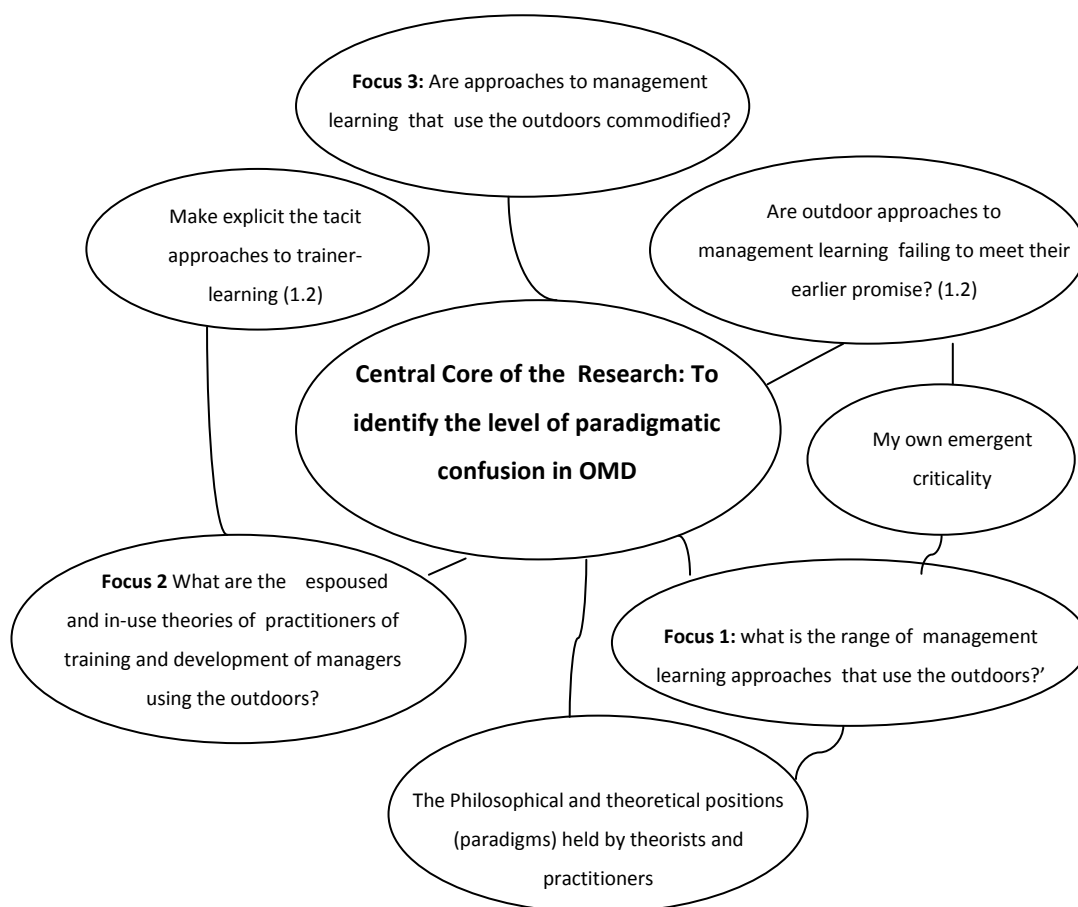 Focus 3: Are approaches to management
learning that use the outdoors commodified?
Make explicit the tacit
approaches to trainer-
learning (1.2)
Are outdoor approaches to
management learning failing to meet their
earlier promise? (1.2)
Central Core of the Research: To
identify the level of paradigmatic
confusion in OMD
My own emergent
criticality
Focus 2 What are the espoused
and in-use theories of practitioners of
training and development of managers
using the outdoors?
Focus 1: what is the range of management
learning approaches that use the outdoors?’
The Philosophical and theoretical positions
(paradigms) held by theorists and
practitioners